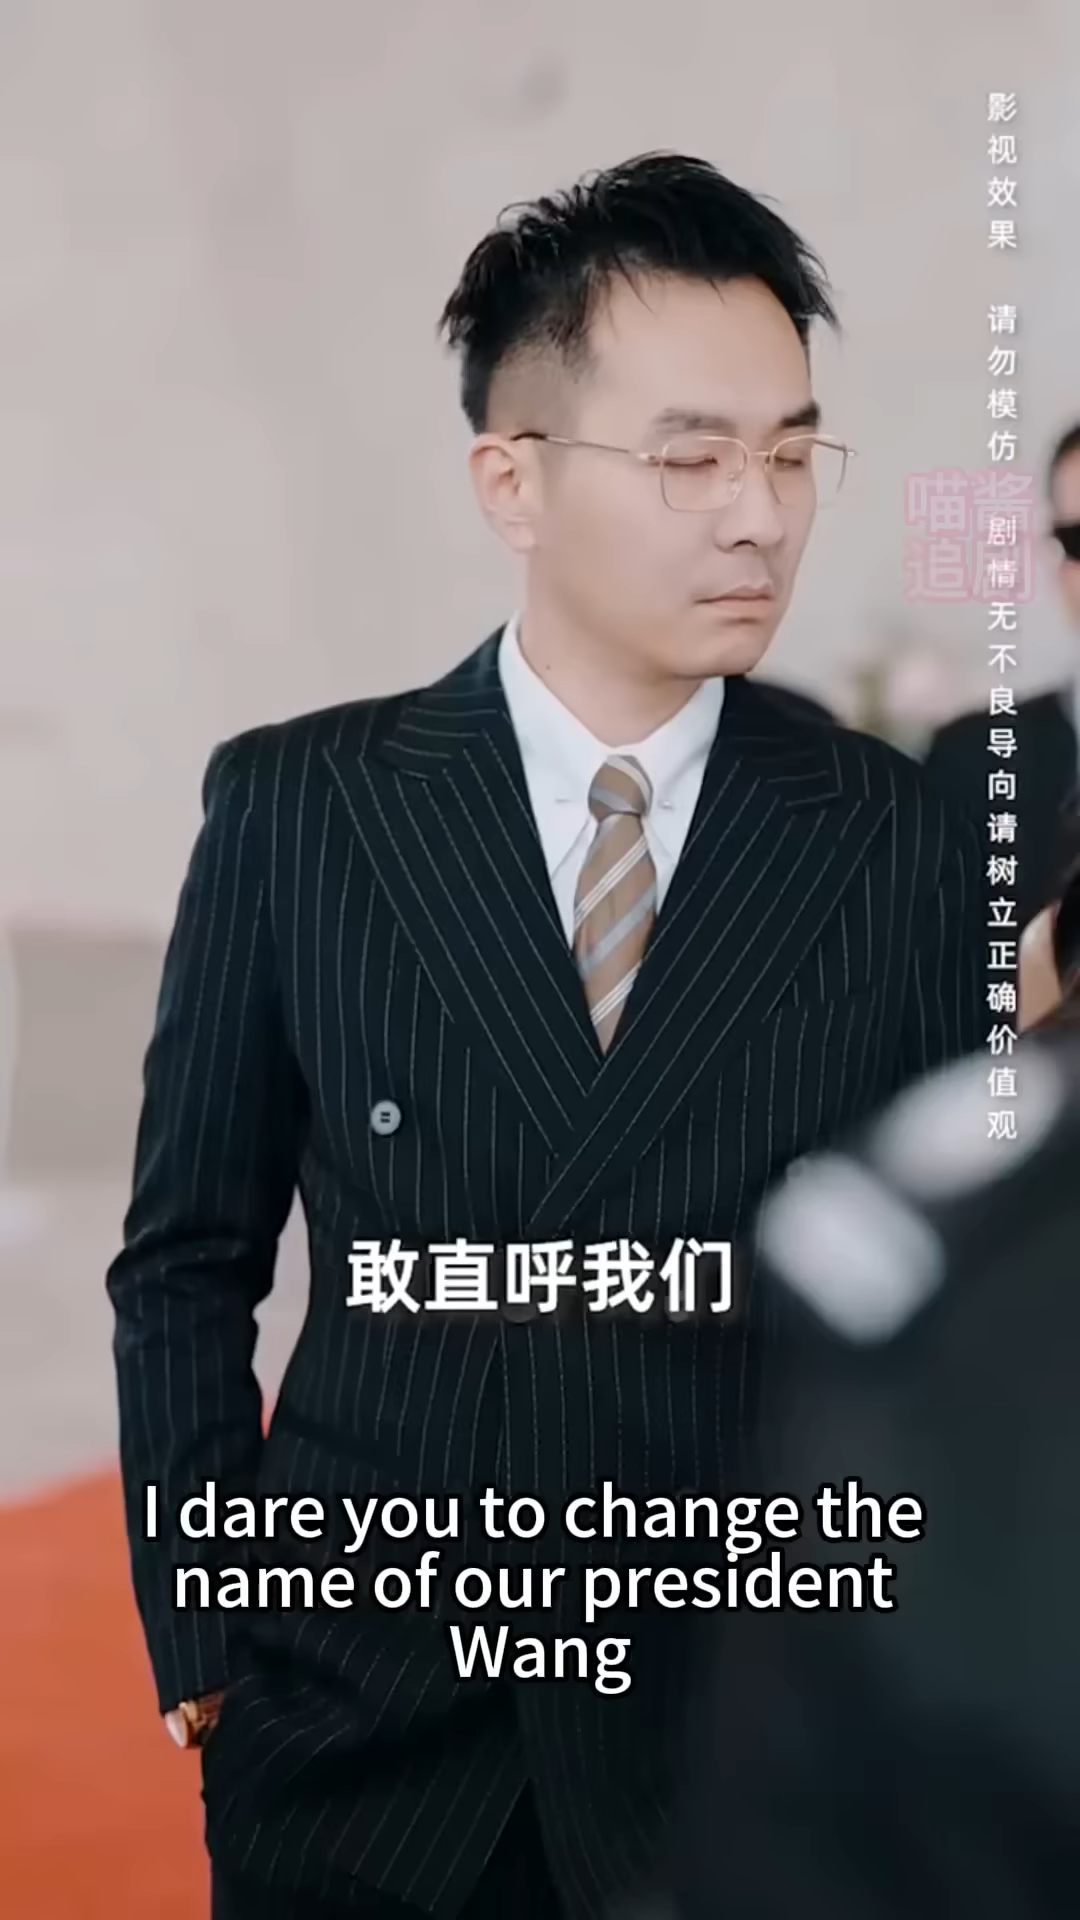 影视效果 请勿模仿 剧情无不良导向请树立正确价值观
喵酱
追剧
敢直呼我们
I dare you to change the
name of our president
Wang